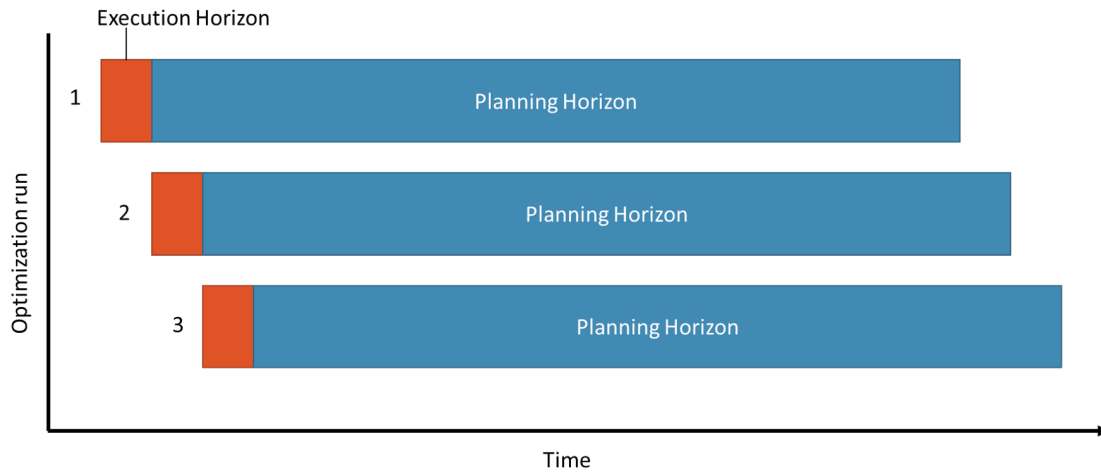 Execution Horizon
1
Planning Horizon
2
Planning Horizon
3
Planning Horizon
Optimization run
Time